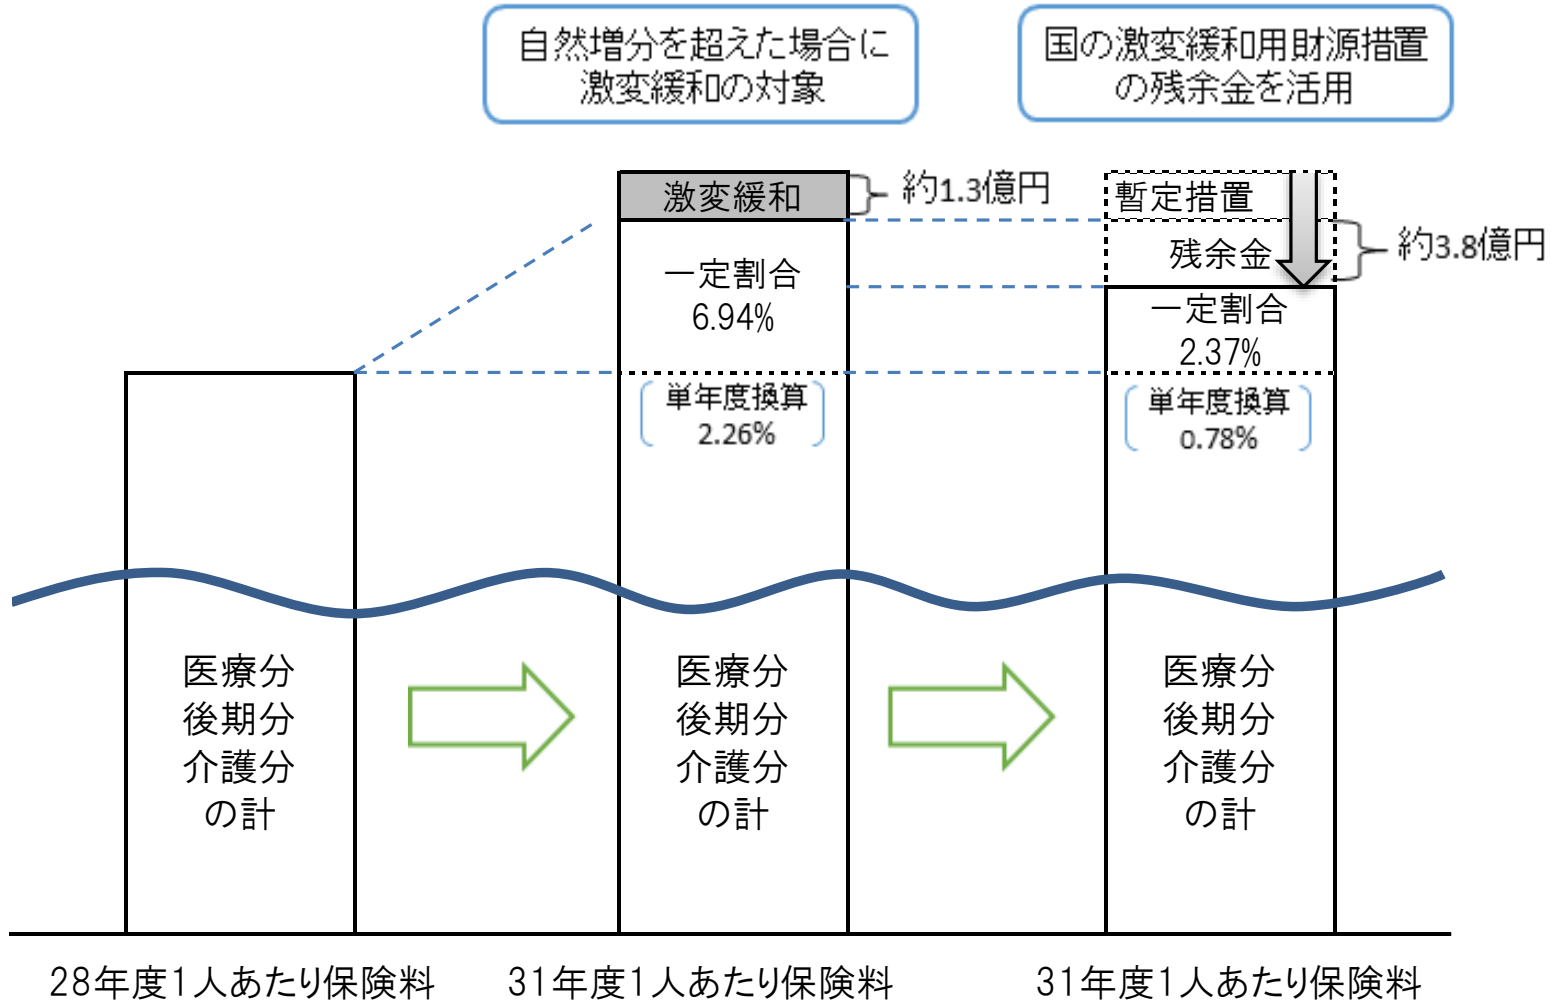 自然増分を超えた場合に
激変緩和の対象
国の激変緩和用財源措置
の残余金を活用
激変緩和
約1.3億円
暫定措置
残余金
約3.8億円
一定割合
6.94%
一定割合
2.37%
単年度換算
2.26%
単年度換算
0.78%
医療分
後期分
介護分
の計
医療分
後期分
介護分
の計
医療分
後期分
介護分
の計
28年度1人あたり保険料
31年度1人あたり保険料
31年度1人あたり保険料